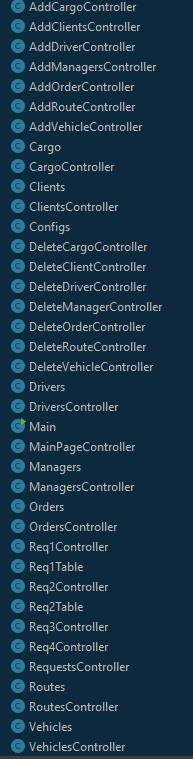 AddCargoController
AddClientsController
AddDriverController
AddManagersController
AddOrderController
AddRouteController
AddVehicleController
Cargo
CargoController
Clients
ClientsController
Configs
DeleteCargoController
DeleteClientController
DeleteDriverController
DeleteManagerController
DeleteOrderController
DeleteRouteController
DeleteVehicleController
Drivers
DriversController
Main
MainPageController
Managers
ManagersController
Orders
OrdersController
Req1Controller
Req1Table
Req2Controller
Req2Table
Req3Controller
Req4Controller
RequestsController
Routes
RoutesController
Vehicles
VehiclesController